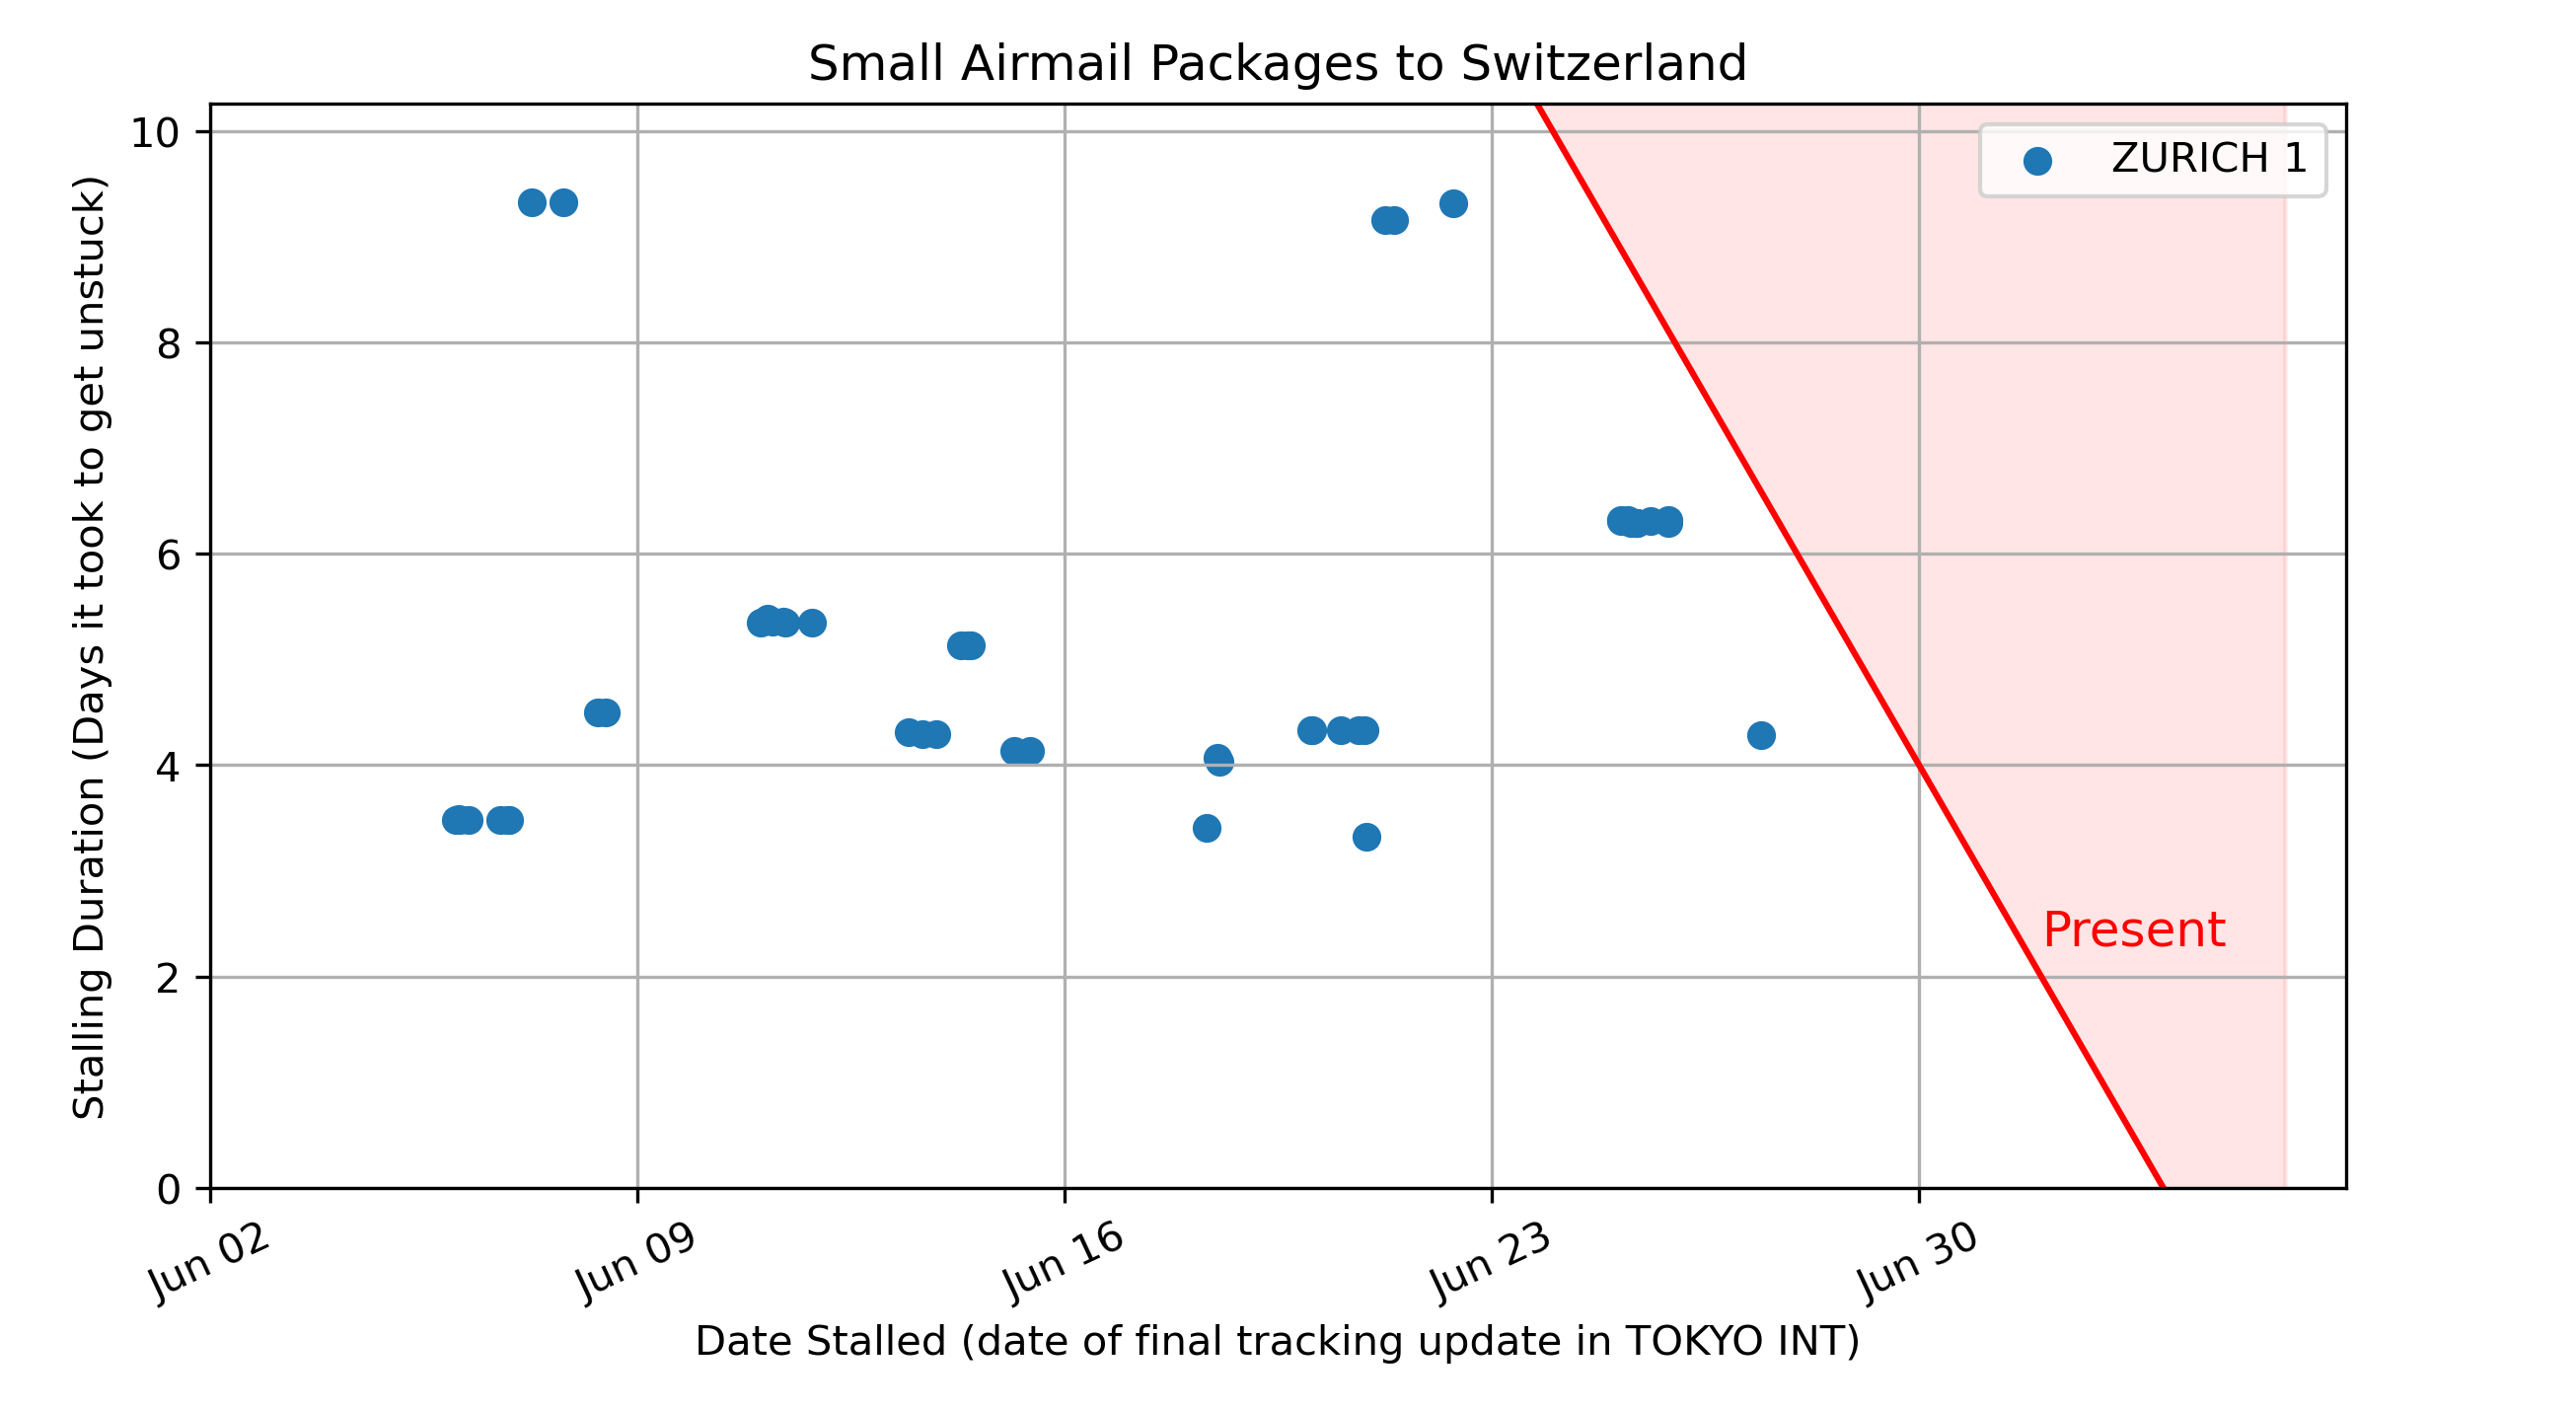 Small Airmail Packages to Switzerland
ZURICH 1
Stalling Duration (Days it took to get unstuck)
10
8
6
4
2
0
Present
Jun 02
Jun 09
Jun 16
Jun 23
Jun 30
Date Stalled (date of final tracking update in TOKYO INT)